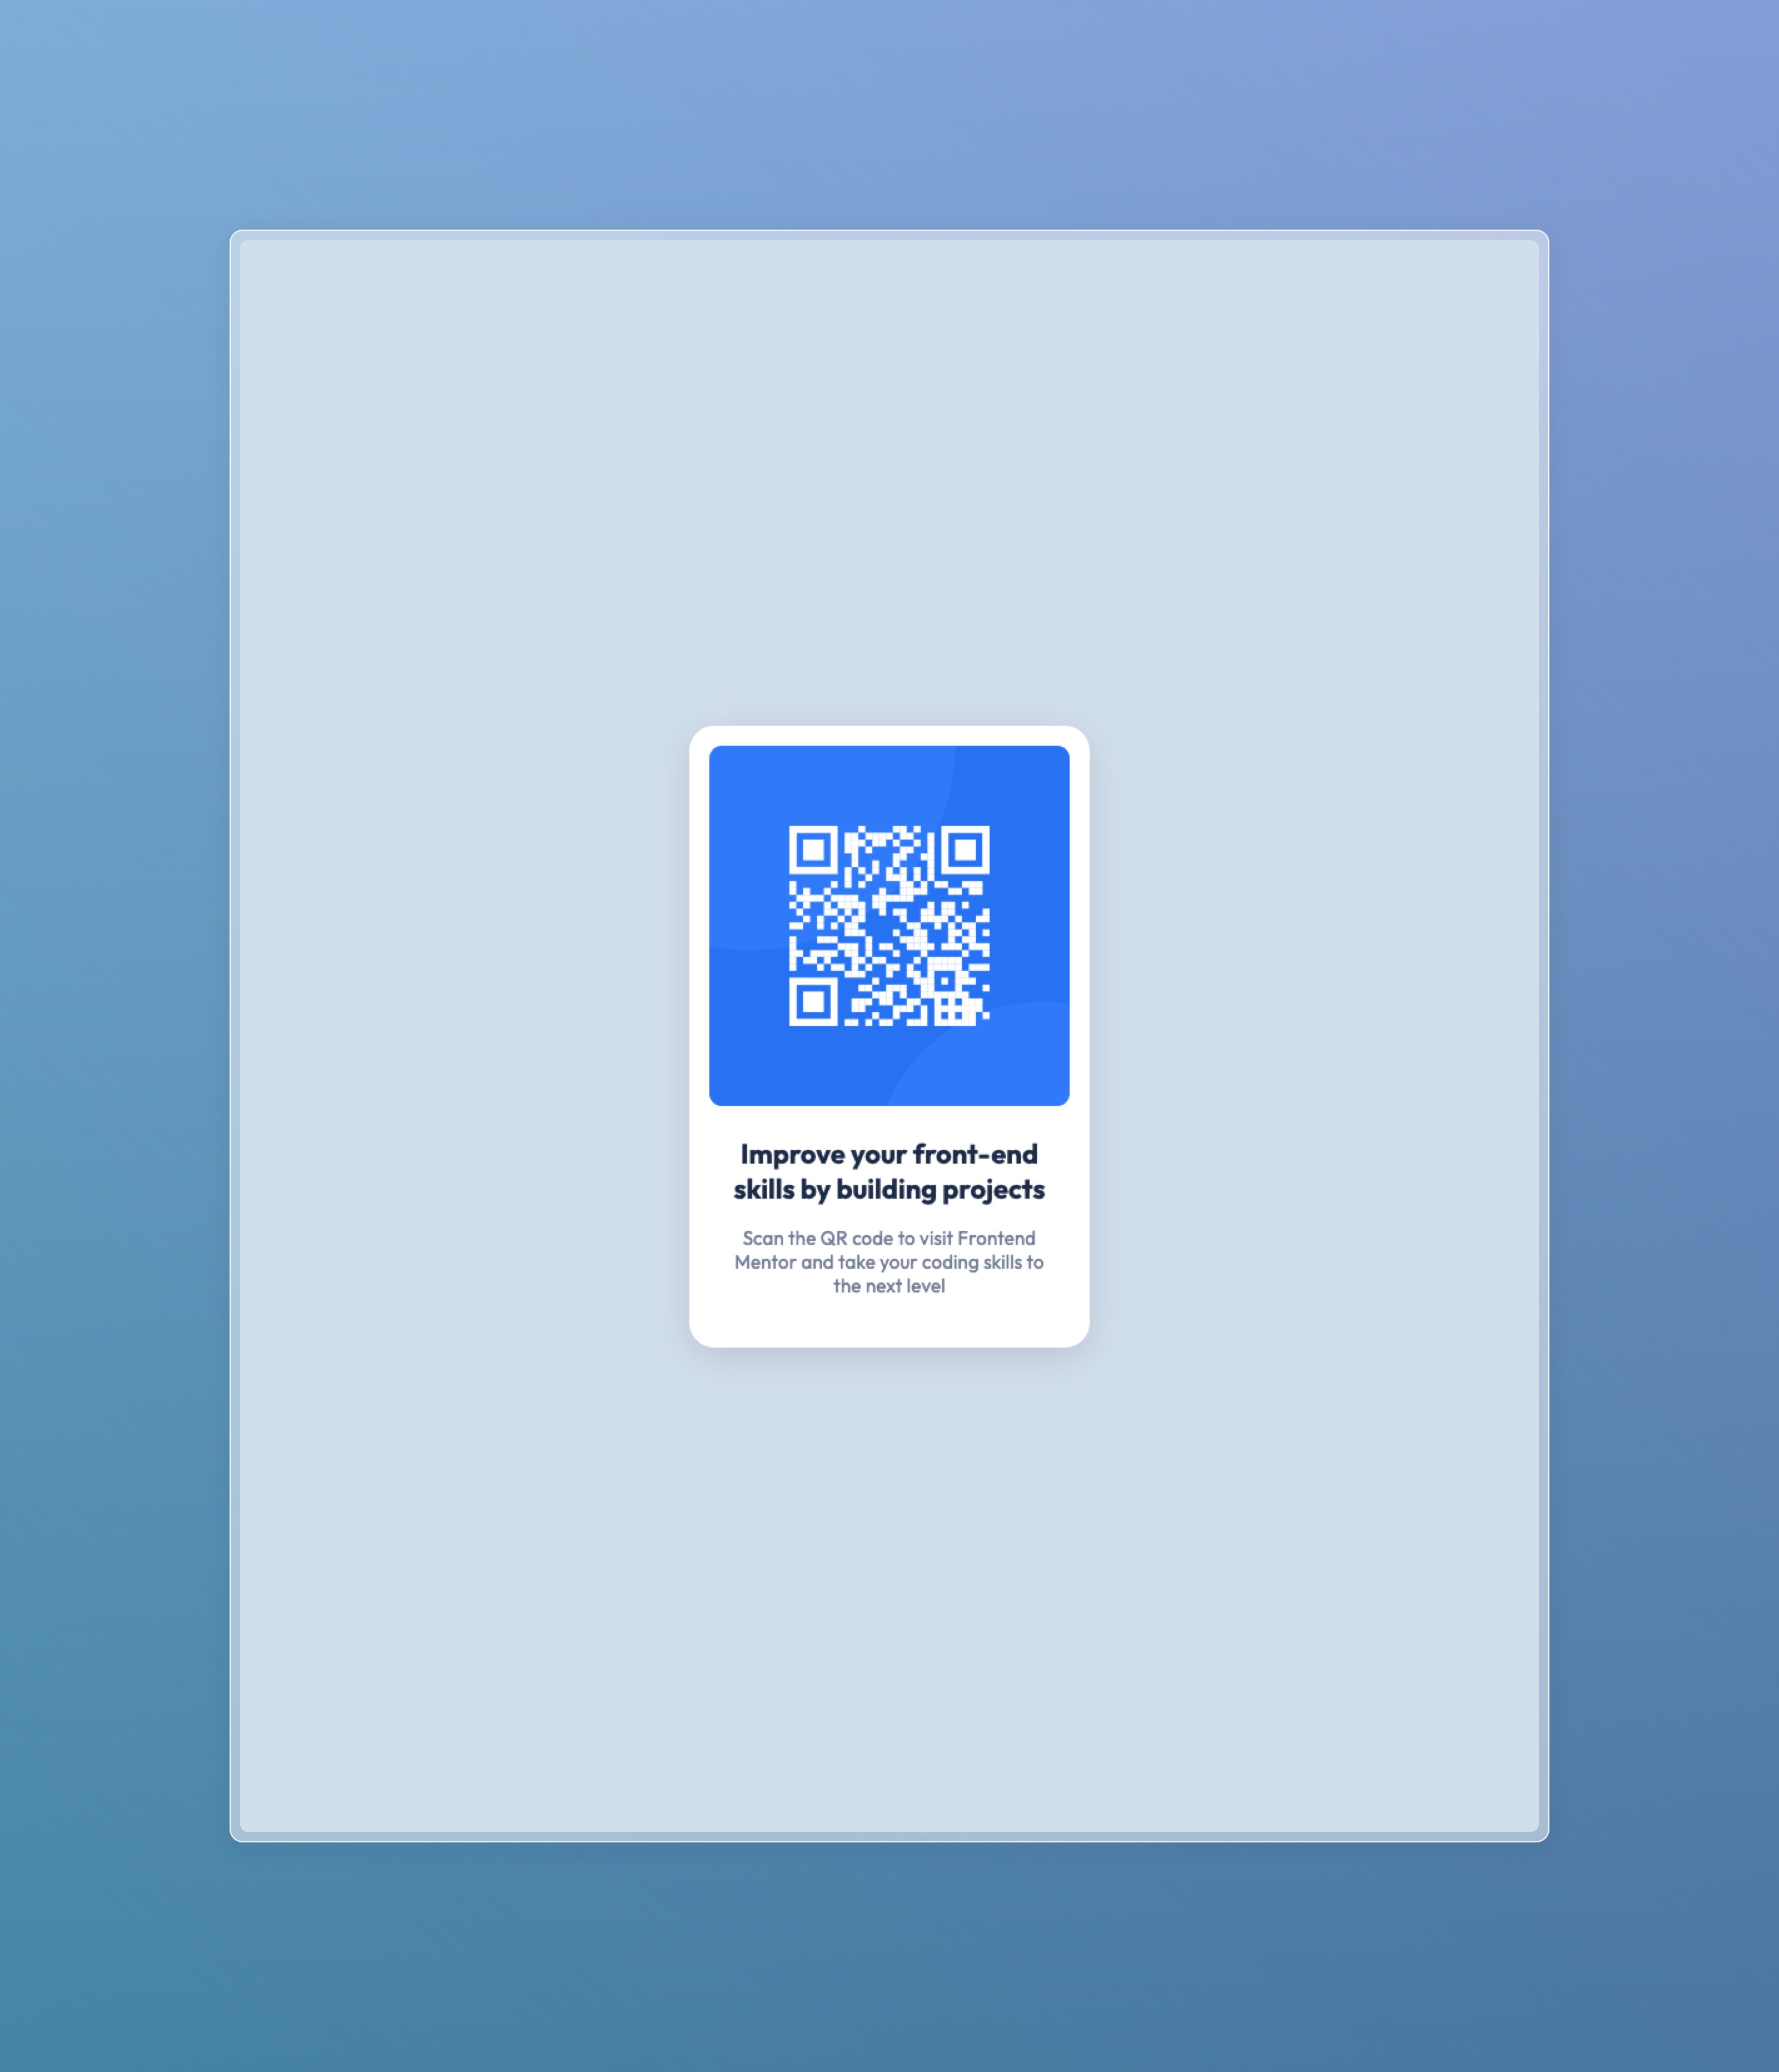 Improve your front-end
skills by building projects
Scan the QR code to visit Frontend
Mentor and take your coding skills to
the next level